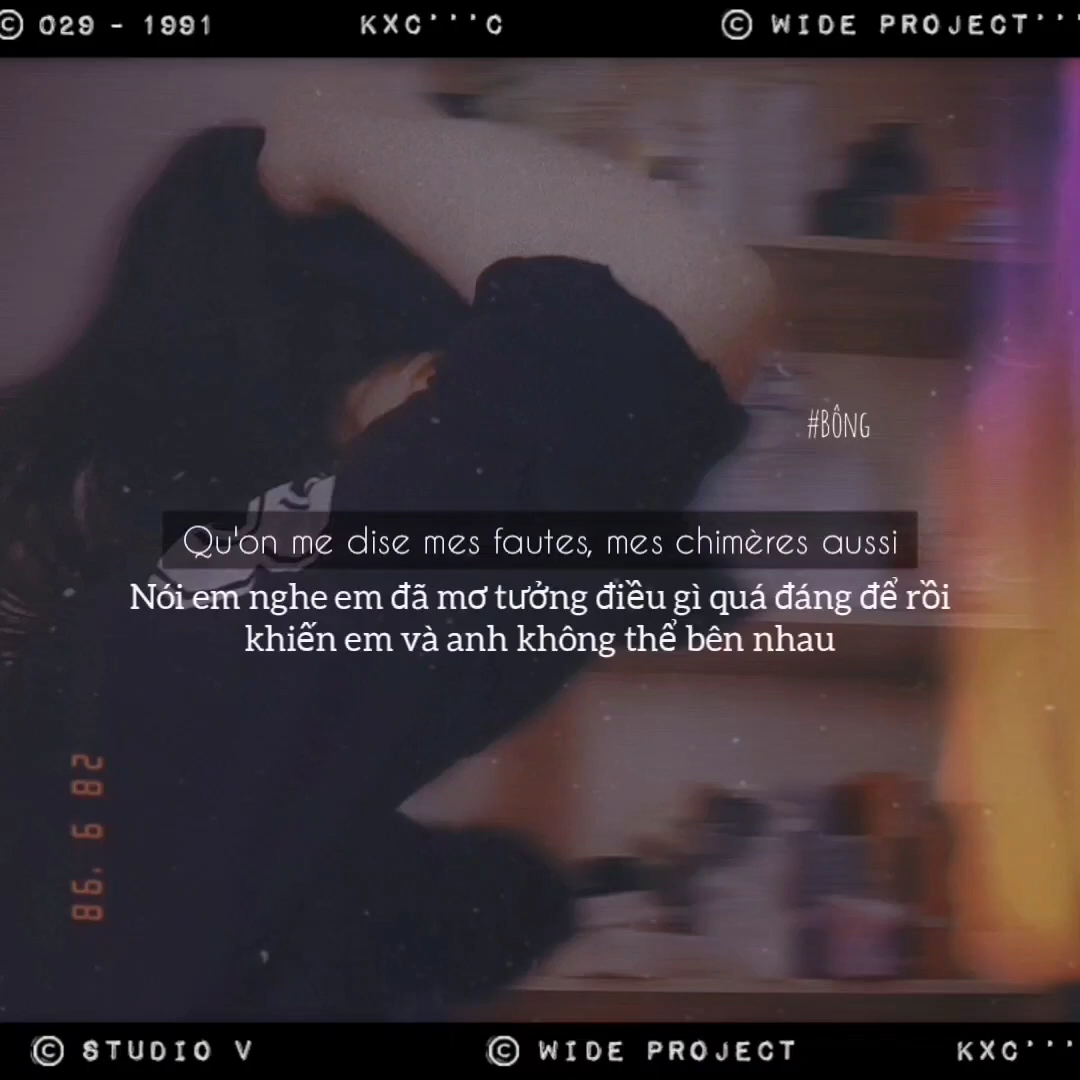 © 029 - 1991 KXC'''C © WIDE PROJECT'''
#BÔNG
Qu'on me dise mes fautes, mes chimères aussi
Nói em nghe em đã mơ tưởng điều gì quá đáng để rồi
khiến em và anh không thể bên nhau
28 6 '98
© STUDIO V © WIDE PROJECT KXC'''